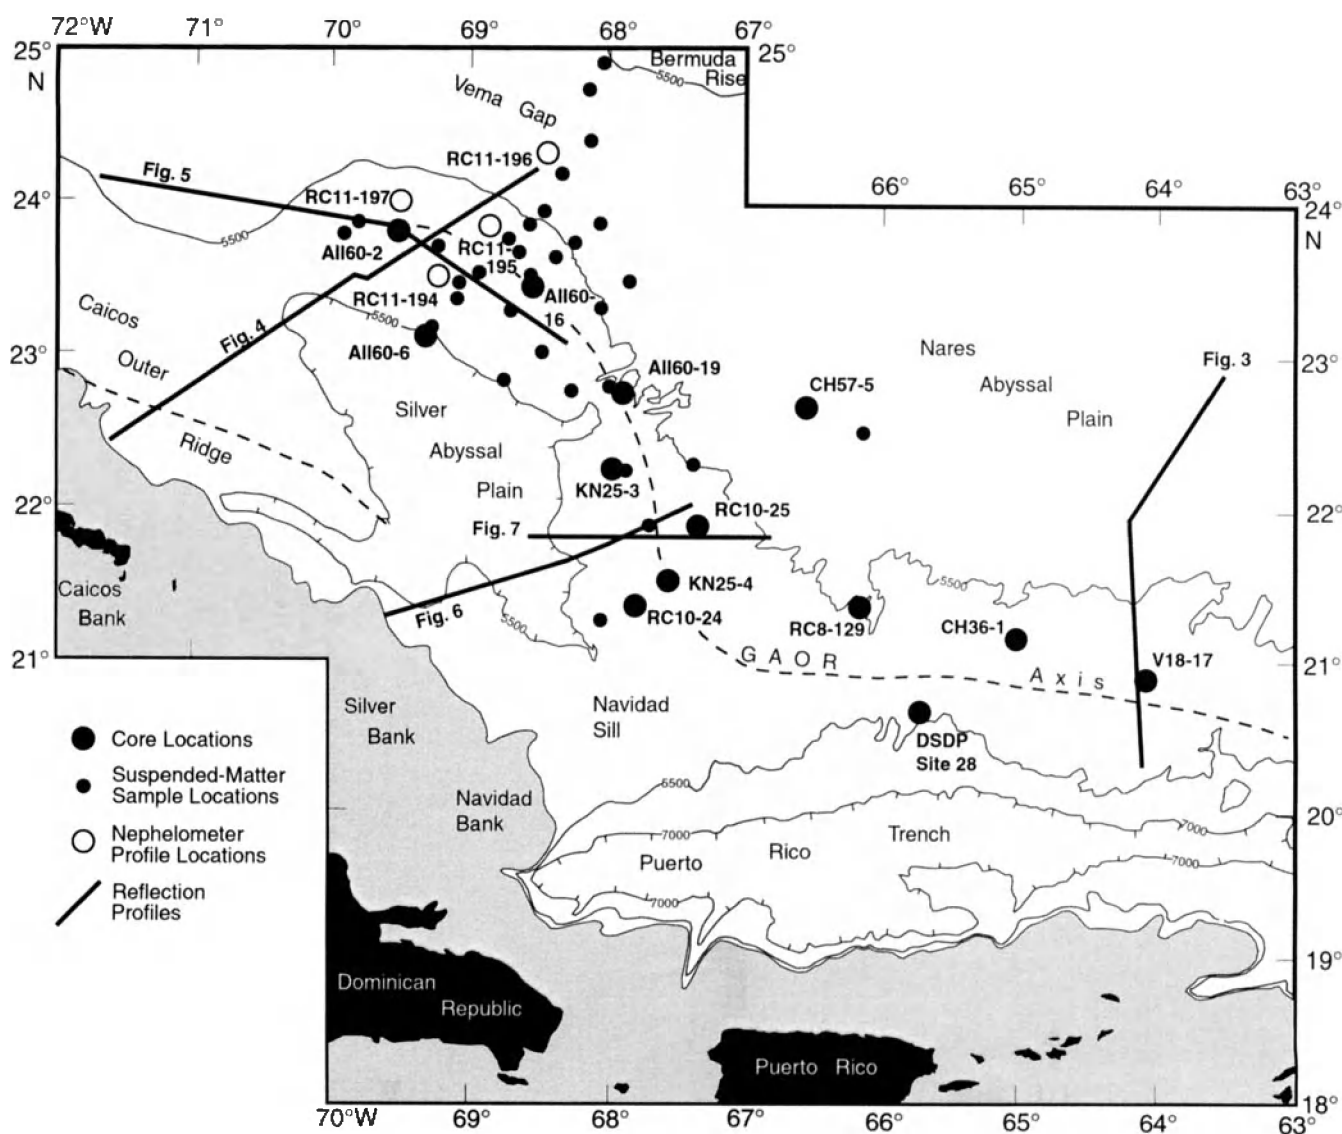 72°W 71° 70° 69° 68° 67°
25° 25°
N
Bermuda
Rise
5500
Vema Gap
RC11-196
Fig. 5
RC11-197
66° 65° 64° 63°
24° 24°
N
5500
All60-2
RC11-
195
RC11-194
All60-
16
Caicos
Outer
Ridge
Fig. 4
5500
All60-6
23° 23°
All60-19
Nares
Abyssal
Plain
Fig. 3
CH57-5
Silver
Abyssal
Plain
KN25-3
RC10-25
22° 22°
Fig. 7
KN25-4
RC10-24
Fig. 6
5500
5500
RC8-129
CH36-1
V18-17
Caicos
Bank
21° 21°
GAOR Axis
Silver
Bank
Navidad
Sill
DSDP
Site 28
Core Locations
Suspended-Matter
Sample Locations
Nephelometer
Profile Locations
Reflection
Profiles
5500
Navidad
Bank
7000
7000
20°
Puerto Rico Trench
7000
7000
19°
Dominican
Republic
Puerto Rico
18°
70°W 69° 68° 67° 66° 65° 64° 63°